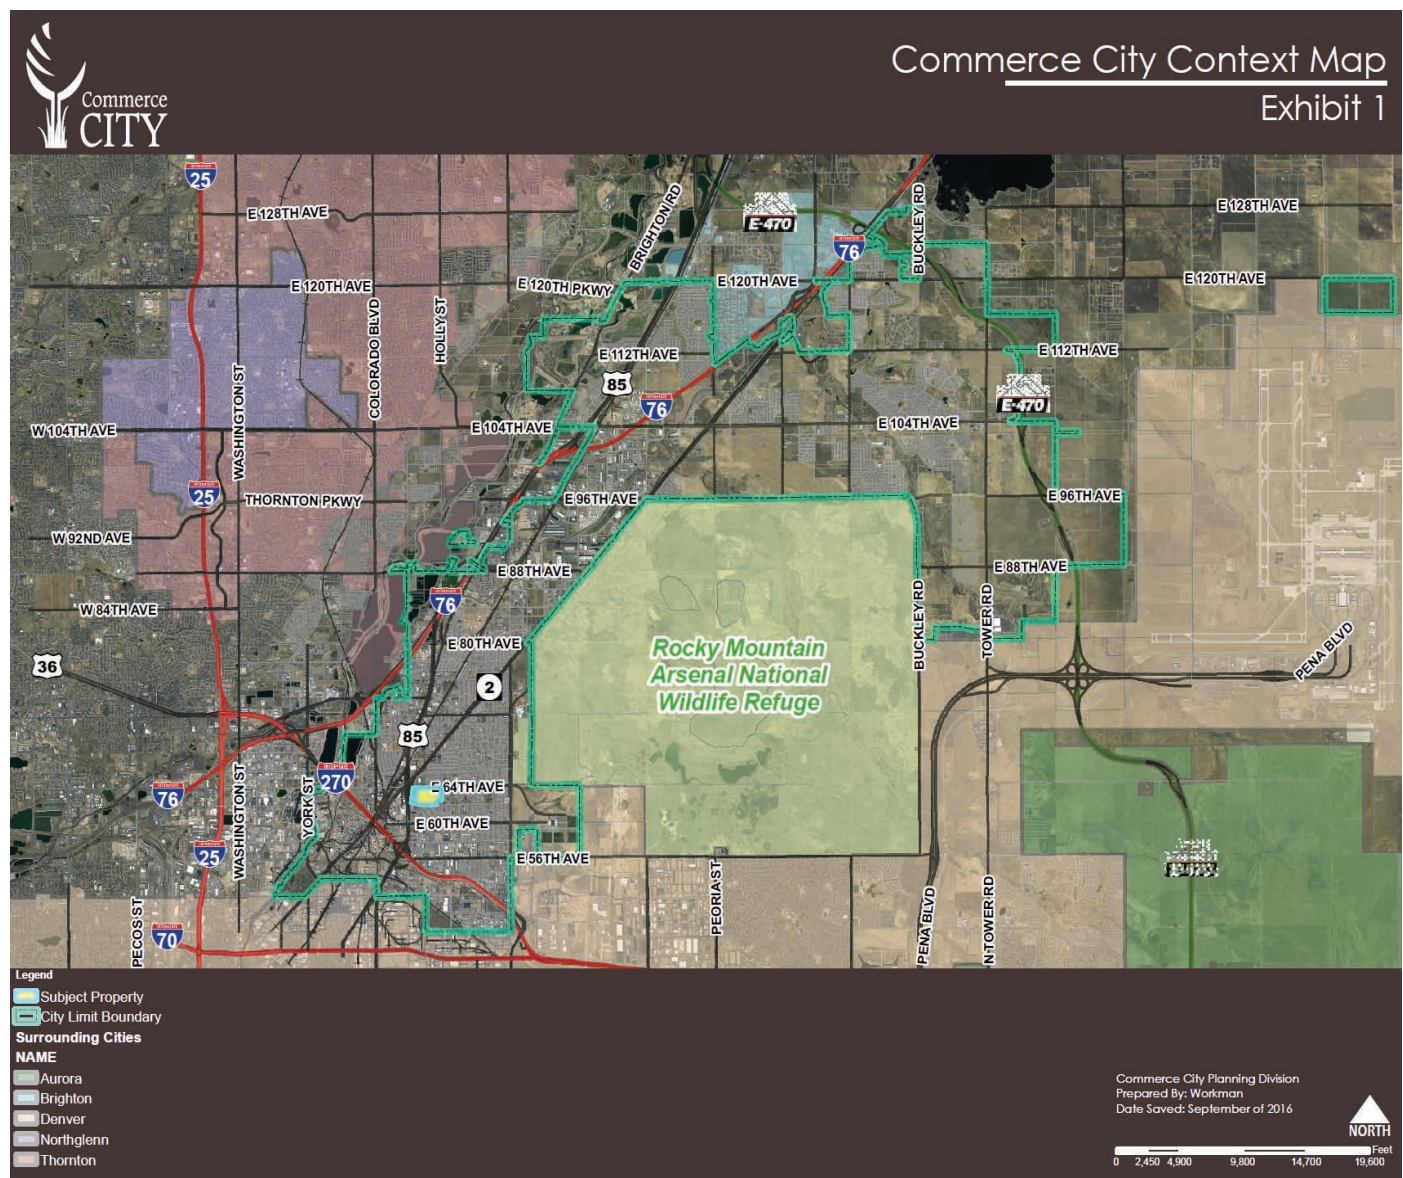 Commerce
CITY
Commerce City Context Map
Exhibit 1
INTERSTATE
25
E 128TH AVE
BRIGHTON RD
E-470
BUCKLEY RD
E 128TH AVE
76
E 120TH AVE
E 120TH PKWY
E 120TH AVE
E 120TH AVE
COLORADO BLVD
HOLLY ST
E 112TH AVE
E 112TH AVE
WASHINGTON ST
85
76
E-470
W 104TH AVE
E 104TH AVE
E 104TH AVE
25
THORNTON PKWY
E 96TH AVE
E 96TH AVE
W 92ND AVE
E 88TH AVE
E 88TH AVE
W 84TH AVE
76
BUCKLEY RD
TOWER RD
E 80TH AVE
Rocky Mountain
Arsenal National
Wildlife Refuge
PENA BLVD
36
2
85
270
WASHINGTON ST
YORK ST
E 64TH AVE
76
E 60TH AVE
25
E 56TH AVE
PECOS ST
PEORIA ST
PENA BLVD
N TOWER RD
70
Legend
Subject Property
City Limit Boundary
Surrounding Cities
NAME
Aurora
Brighton
Denver
Northglenn
Thornton
Commerce City Planning Division
Prepared By: Workman
Date Saved: September of 2016
NORTH
Feet
0 2,450 4,900 9,800 14,700 19,600